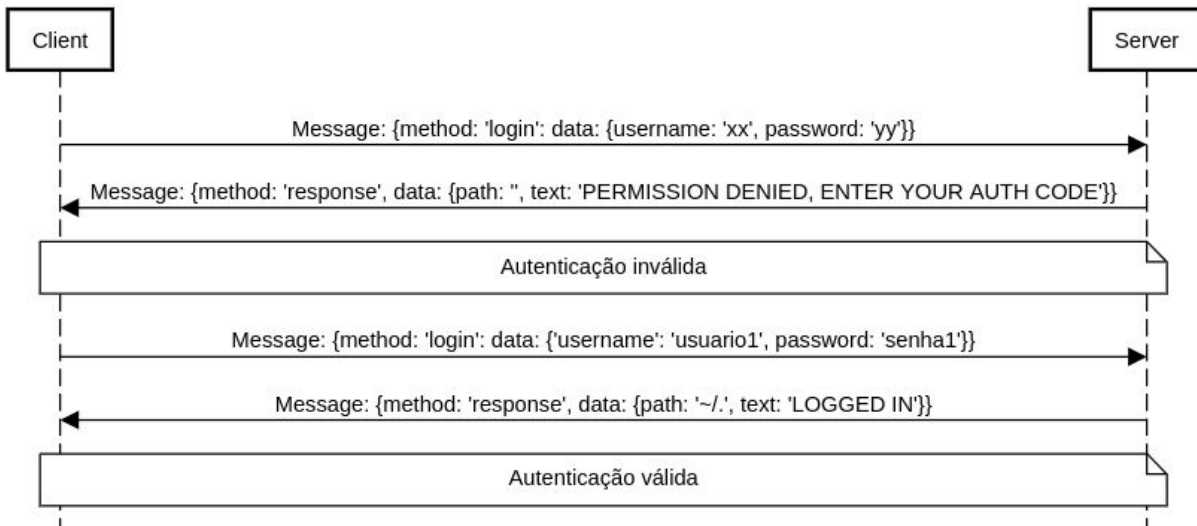 Client
Server
Message: {method: 'login': data: {username: 'xx', password: 'yy'}}
Message: {method: 'response', data: {path: '', text: 'PERMISSION DENIED, ENTER YOUR AUTH CODE'}}
Autenticação inválida
Message: {method: 'login': data: {'username': 'usuario1', password: 'senha1'}}
Message: {method: 'response', data: {path: '~/.', text: 'LOGGED IN'}}
Autenticação válida